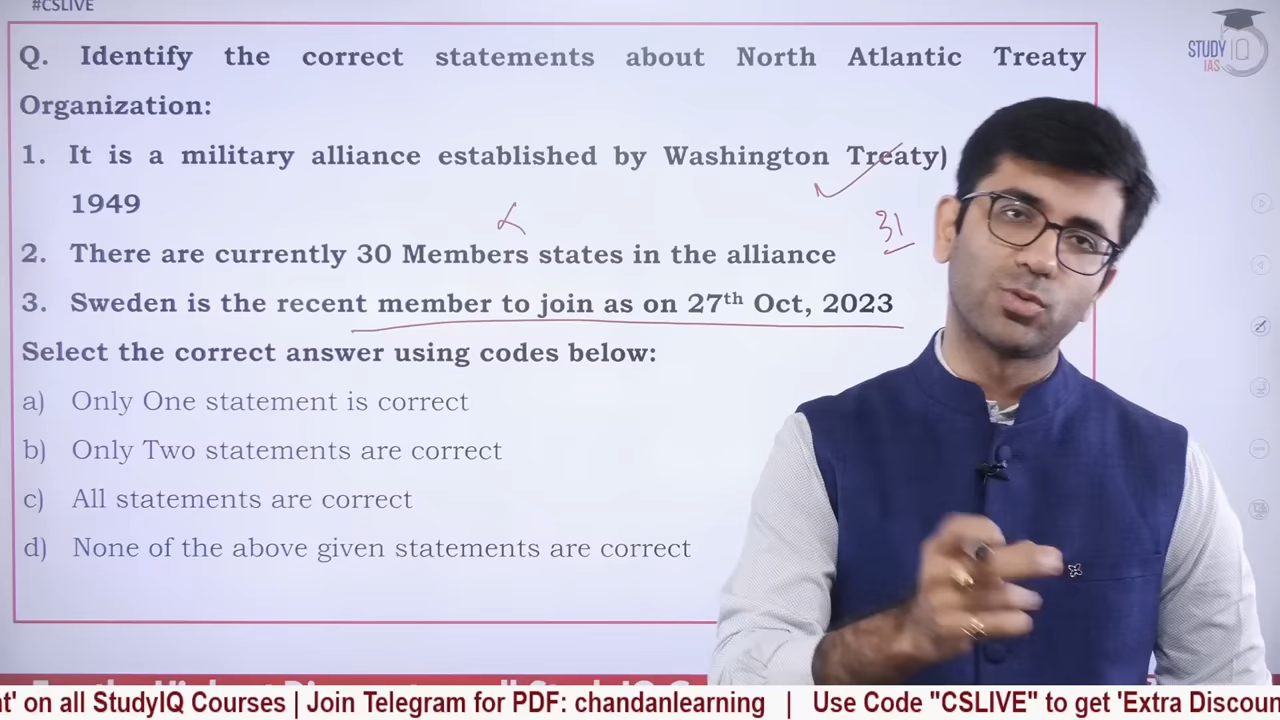 #CSLIVE
STUDY IQ
IAS
Q. Identify the correct statements about North Atlantic Treaty
Organization:
1. It is a military alliance established by Washington Treaty)
1949
31
2. There are currently 30 Members states in the alliance
3. Sweden is the recent member to join as on 27th Oct, 2023
Select the correct answer using codes below:
a) Only One statement is correct
b) Only Two statements are correct
c) All statements are correct
d) None of the above given statements are correct
t' on all StudyIQ Courses | Join Telegram for PDF: chandanlearning | Use Code "CSLIVE" to get 'Extra Discoun